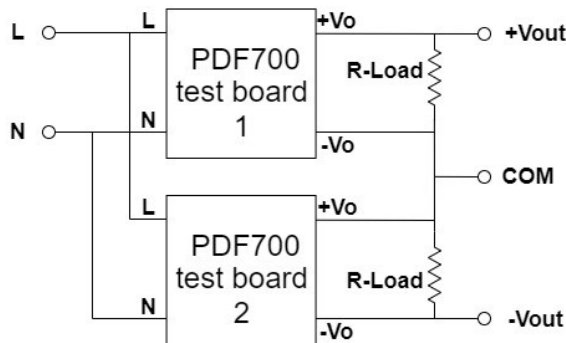 L
L
+Vo
+Vout
PDF700
test board
1
R-Load
N
N
-Vo
COM
L
+Vo
PDF700
test board
2
R-Load
N
-Vo
-Vout